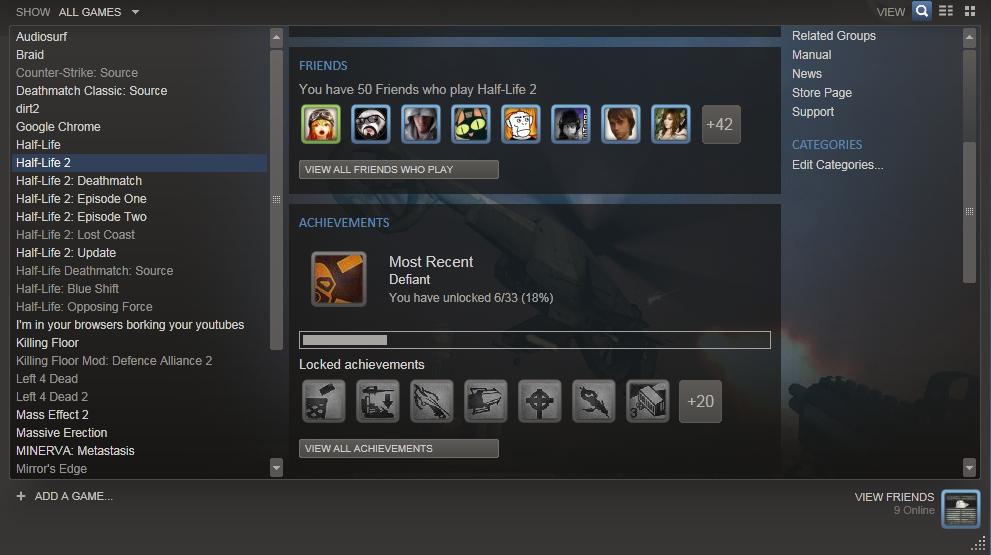 SHOW ALL GAMES
VIEW
Audiosurf
Braid
Counter-Strike: Source
Deathmatch Classic: Source
dirt2
Google Chrome
Half-Life
Half-Life 2
Half-Life 2: Deathmatch
Half-Life 2: Episode One
Half-Life 2: Episode Two
Half-Life 2: Lost Coast
Half-Life 2: Update
Half-Life Deathmatch: Source
Half-Life: Blue Shift
Half-Life: Opposing Force
I'm in your browsers borking your youtubes
Killing Floor
Killing Floor Mod: Defence Alliance 2
Left 4 Dead
Left 4 Dead 2
Mass Effect 2
Massive Erection
MINERVA: Metastasis
Mirror's Edge
FRIENDS
You have 50 Friends who play Half-Life 2
+42
VIEW ALL FRIENDS WHO PLAY
ACHIEVEMENTS
Most Recent
Defiant
You have unlocked 6/33 (18%)
Locked achievements
3
+20
VIEW ALL ACHIEVEMENTS
Related Groups
Manual
News
Store Page
Support
CATEGORIES
Edit Categories...
+ ADD A GAME...
VIEW FRIENDS
9 Online